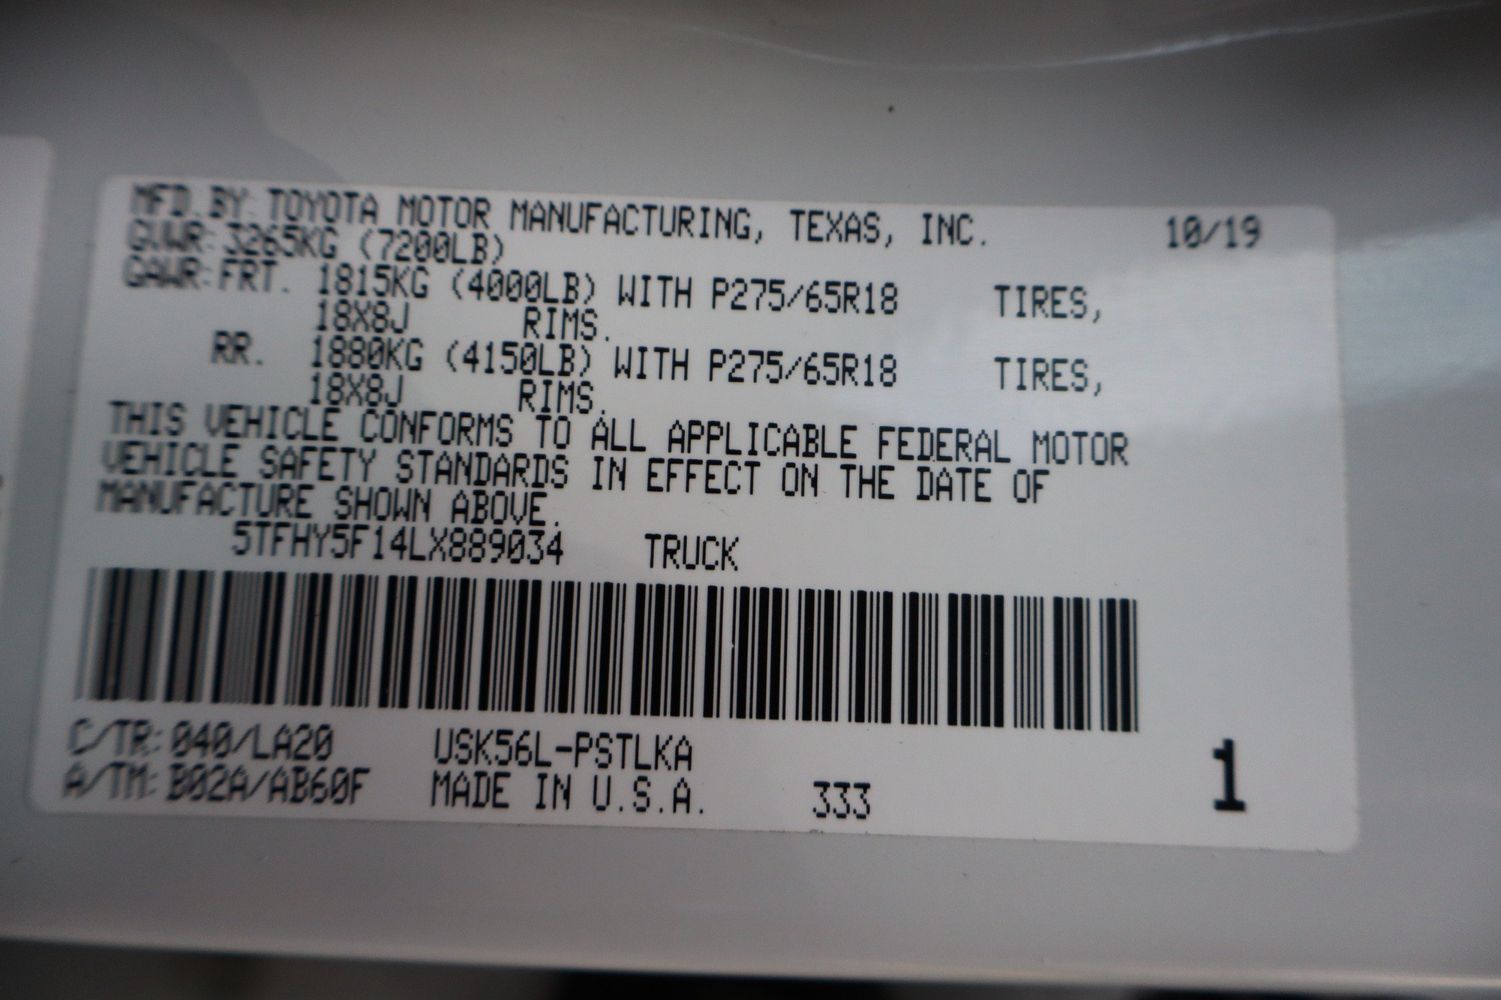 MFD. BY: TOYOTA MOTOR MANUFACTURING, TEXAS, INC. 10/19
GVWR: 3265KG (7200LB)
GAWR: FRT. 1815KG (4000LB) WITH P275/65R18 TIRES,
18X8J RIMS.
RR. 1880KG (4150LB) WITH P275/65R18 TIRES,
18X8J RIMS.
THIS VEHICLE CONFORMS TO ALL APPLICABLE FEDERAL MOTOR
VEHICLE SAFETY STANDARDS IN EFFECT ON THE DATE OF
MANUFACTURE SHOWN ABOVE.
5TFHY5F14LX889034 TRUCK
C/TR: 040/LA20 USK56L-PSTLKA
A/TM: B02A/AB60F MADE IN U.S.A. 333 1